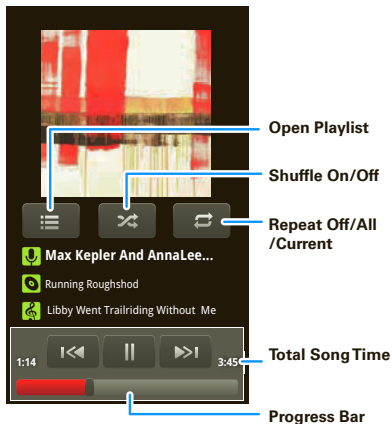 Open Playlist
Shuffle On/Off
Repeat Off/All
/Current
Max Kepler And AnnaLee...
Running Roughshod
Libby Went Trailriding Without Me
1:14
3:45
Total Song Time
Progress Bar